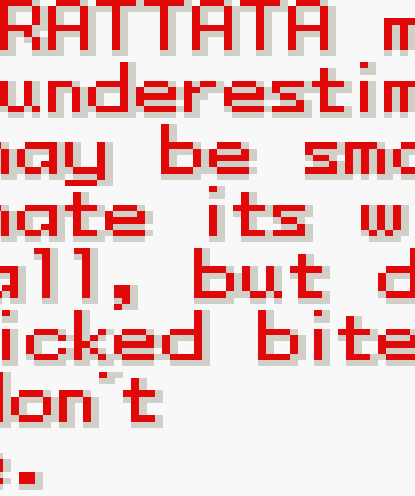 RATTATA m
underestim
ay be sma
ate its w
all, but d
icked bite
don't
.